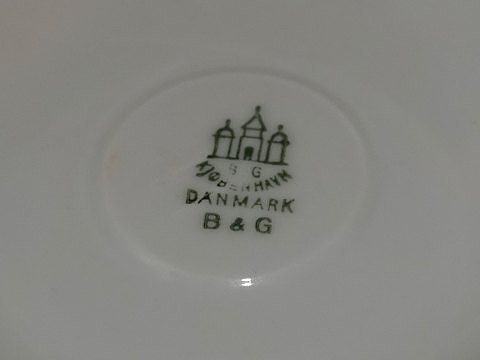 B G
KJØBENHAVN
DANMARK
B & G